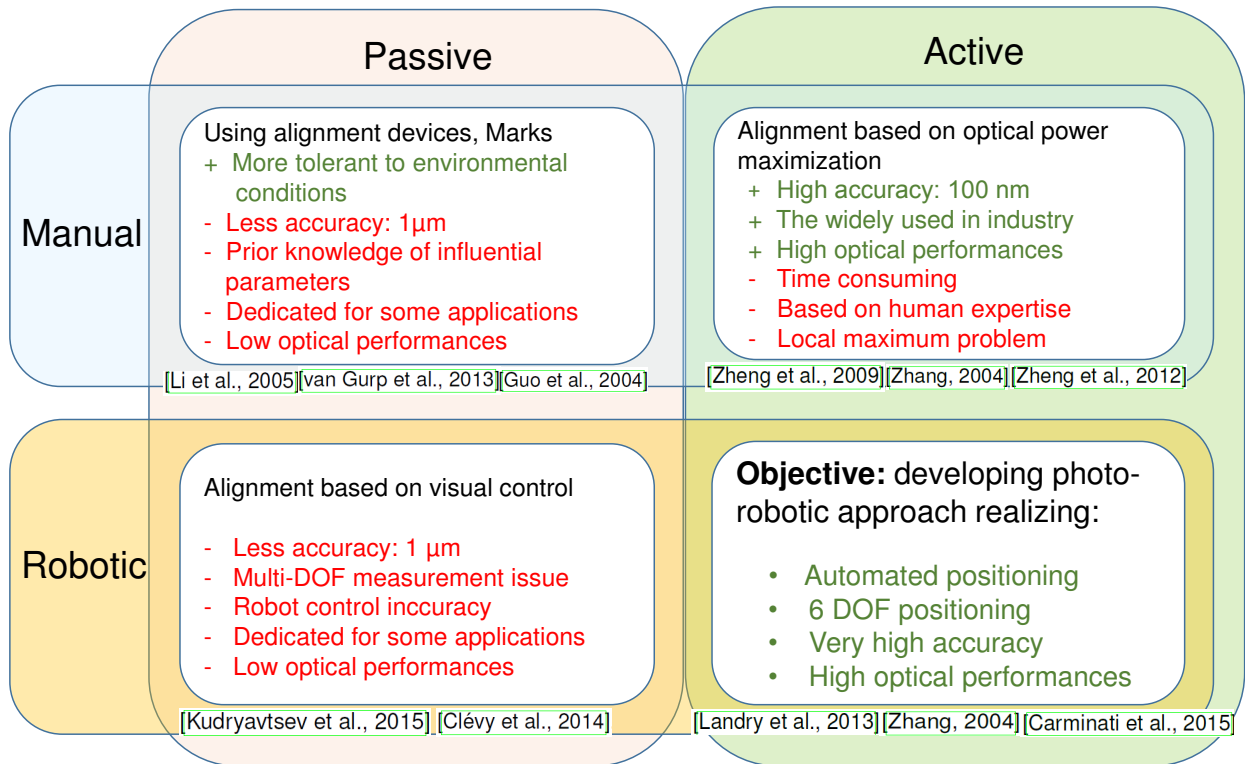 Passive
Active
Manual
Using alignment devices, Marks
+ More tolerant to environmental
conditions
- Less accuracy: 1µm
- Prior knowledge of influential
parameters
- Dedicated for some applications
- Low optical performances
[Li et al., 2005][van Gurp et al., 2013][Guo et al., 2004]
Alignment based on optical power
maximization
+ High accuracy: 100 nm
+ The widely used in industry
+ High optical performances
- Time consuming
- Based on human expertise
- Local maximum problem
[Zheng et al., 2009][Zhang, 2004][Zheng et al., 2012]
Robotic
Alignment based on visual control
- Less accuracy: 1 µm
- Multi-DOF measurement issue
- Robot control inccuracy
- Dedicated for some applications
- Low optical performances
[Kudryavtsev et al., 2015] [Clévy et al., 2014]
Objective: developing photo-
robotic approach realizing:
• Automated positioning
• 6 DOF positioning
• Very high accuracy
• High optical performances
[Landry et al., 2013][Zhang, 2004][Carminati et al., 2015]